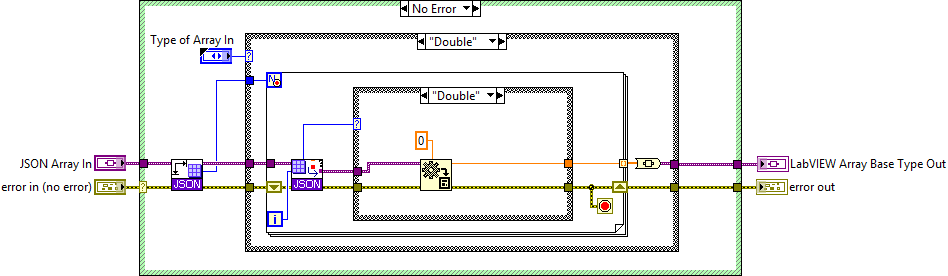 No Error
Type of Array In
"Double"
?
N
"Double"
?
0
JSON Array In
JSON
JSON
LabVIEW Array Base Type Out
error in (no error)
?
error out
i